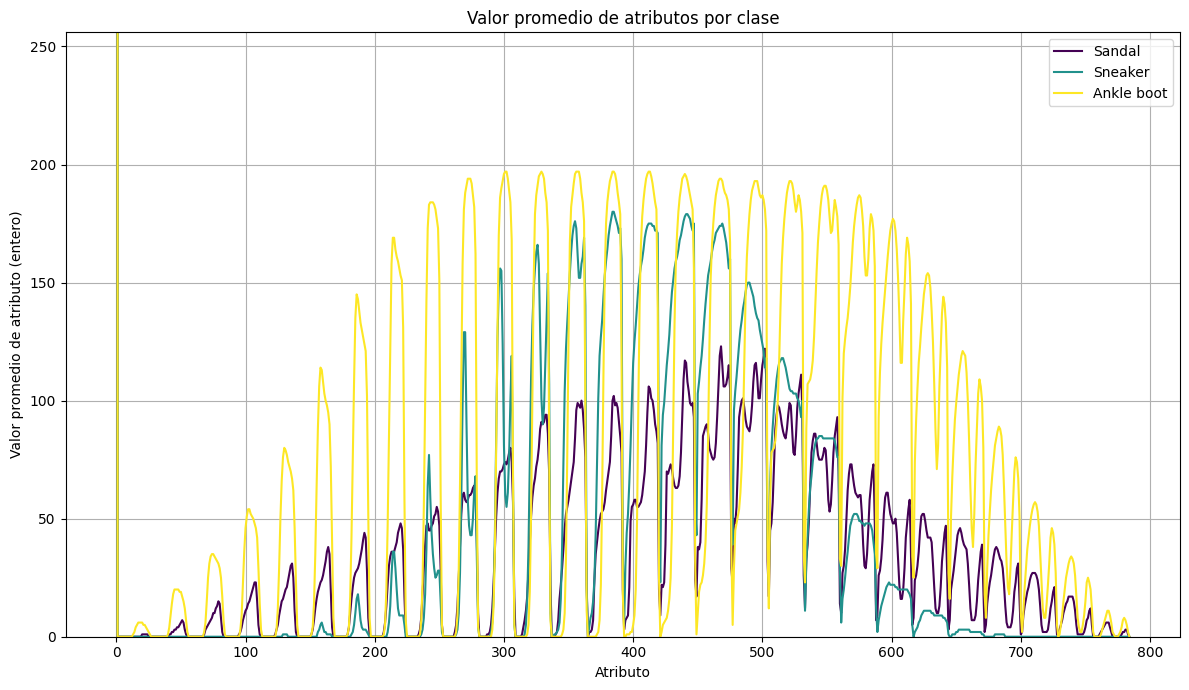 Valor promedio de atributos por clase
Valor promedio de atributo (entero)
250
200
150
100
50
0
Sandal
Sneaker
Ankle boot
0 100 200 300 400 500 600 700 800
Atributo